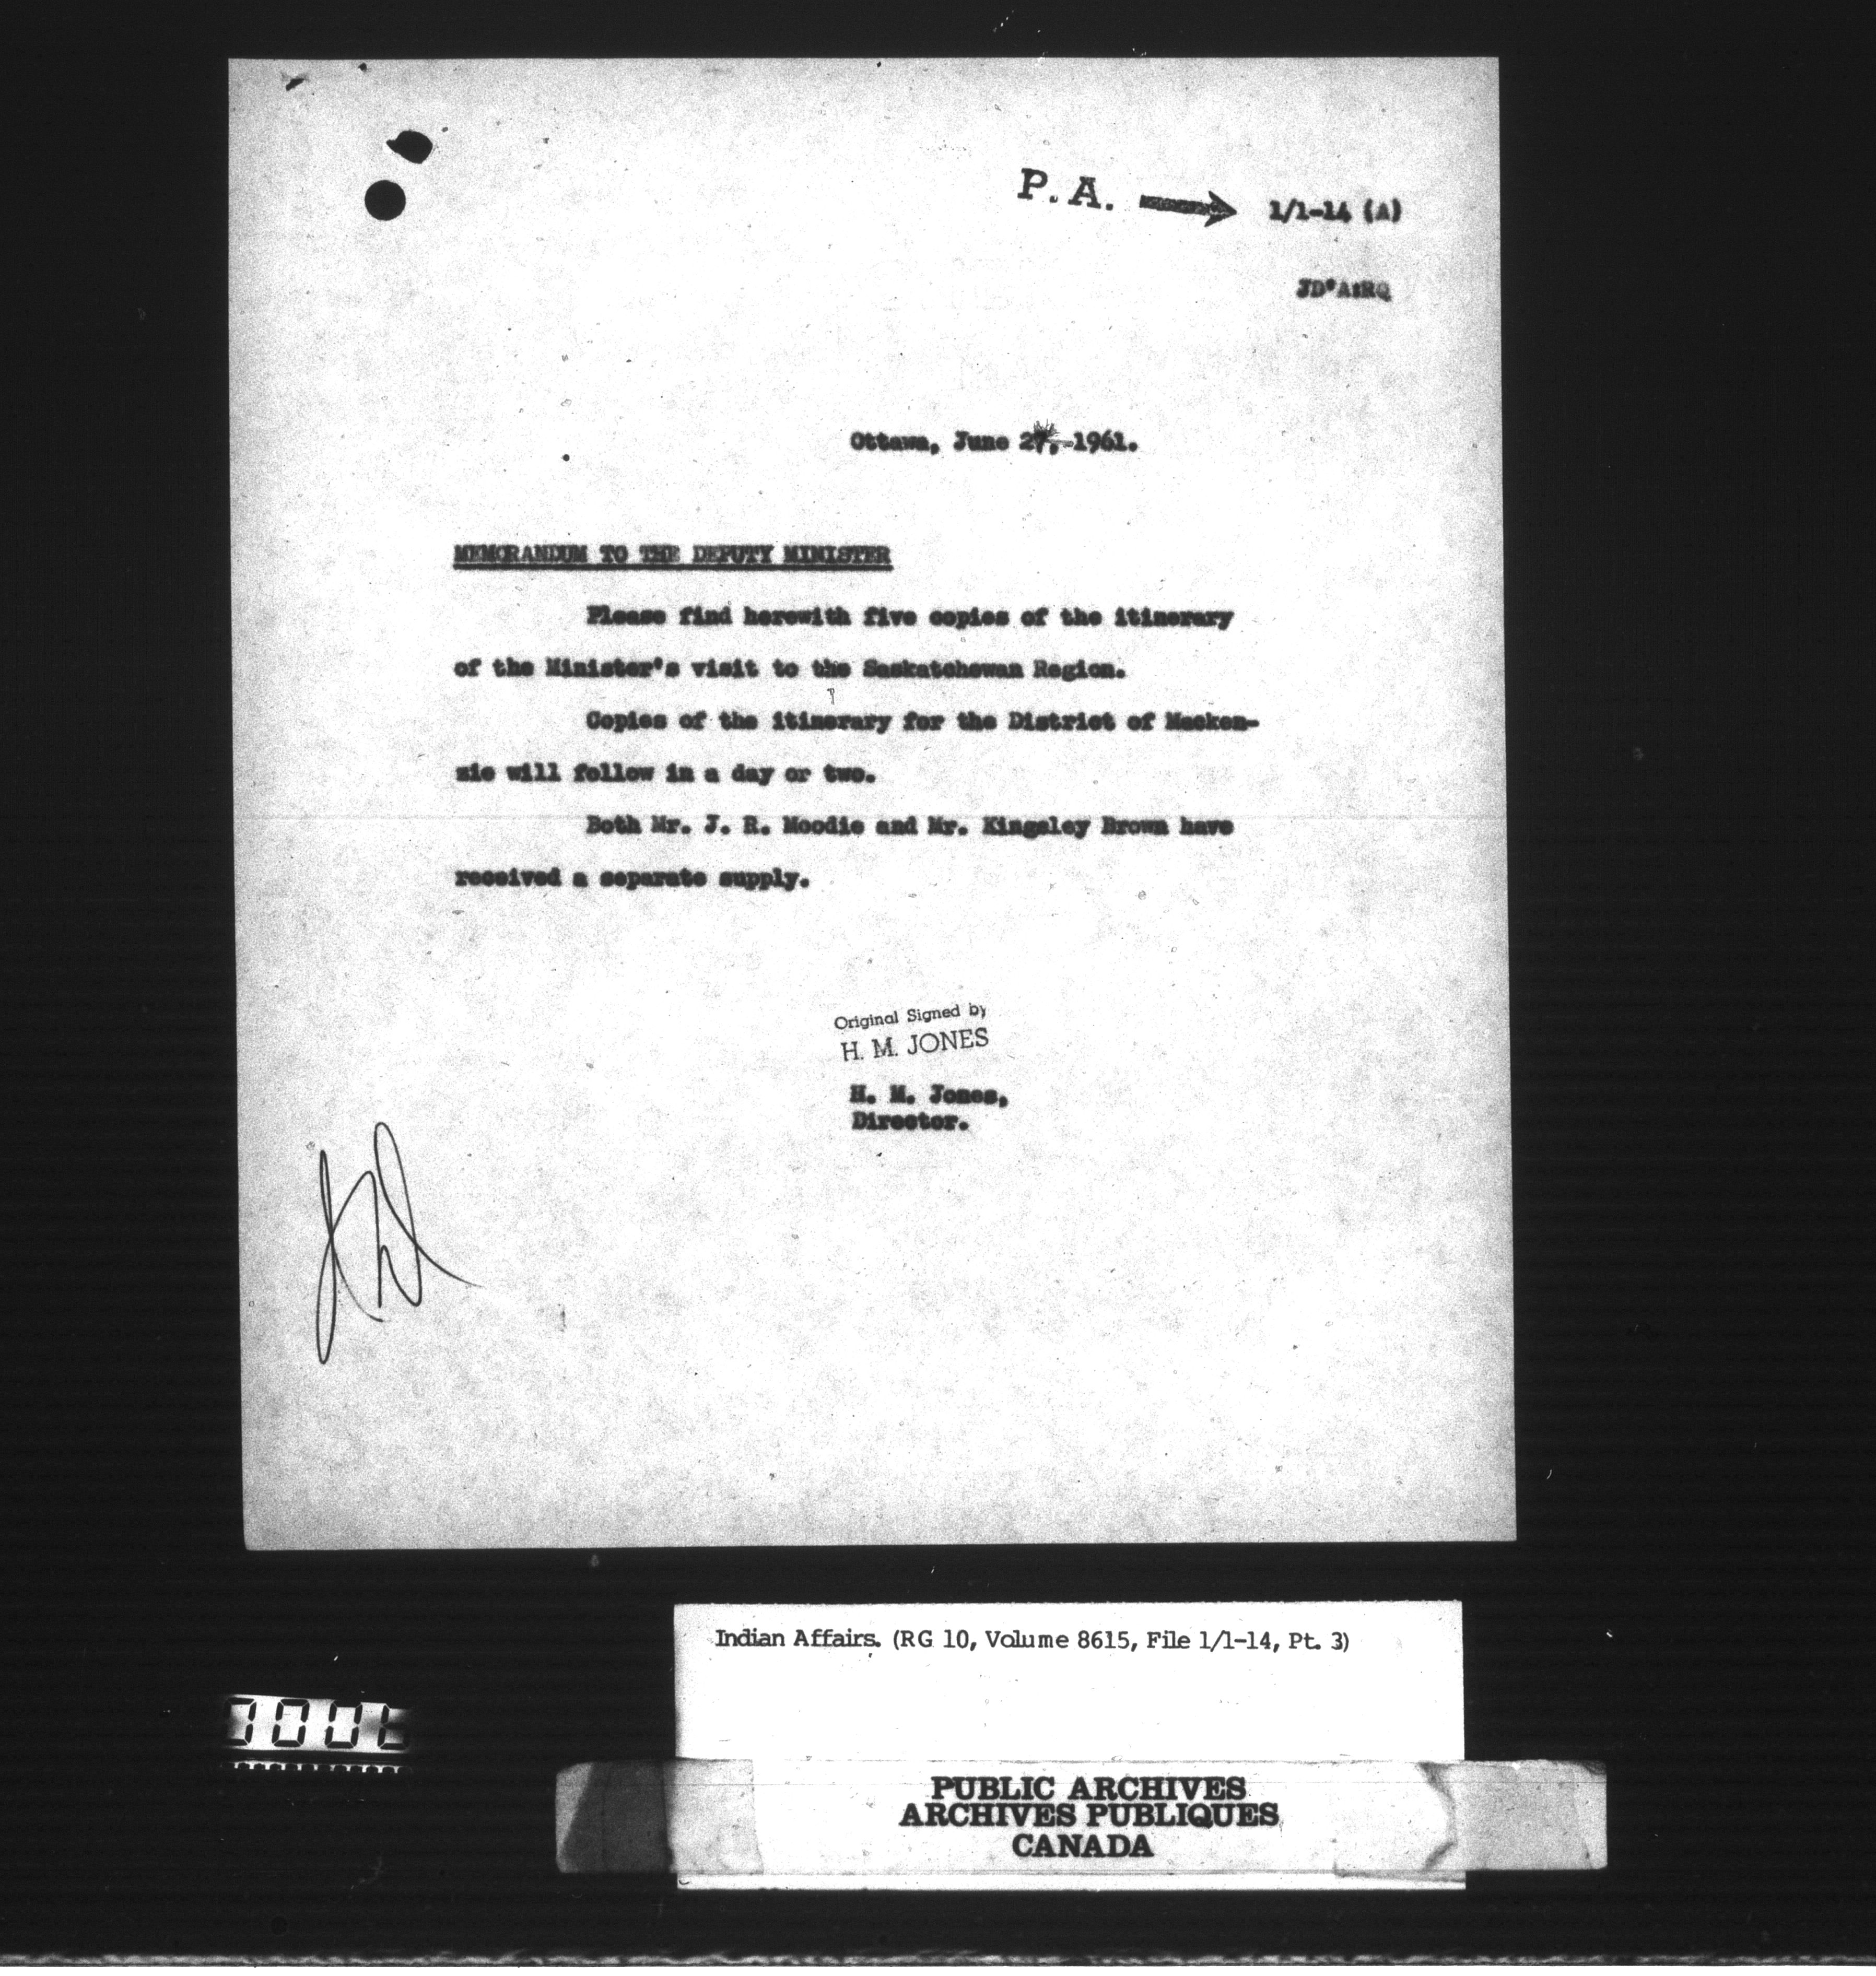 P. A.
1/1-14 (A)
JD'A:RQ
Ottawa, June 27, 1961.
MEMORANDUM TO THE DEPUTY MINISTER
Please find herewith five copies of the itinerary
of the Minister's visit to the Saskatchewan Region.
Copies of the itinerary for the District of Macken-
zie will follow in a day or two.
Both Mr. J. R. Moodie and Mr. Kingsley Brown have
received a separate supply.
Original Signed by
H. M. JONES
H. M. Jones,
Director.
Indian Affairs. (RG 10, Volume 8615, File 1/1-14, Pt. 3)
PUBLIC ARCHIVES
ARCHIVES PUBLIQUES
CANADA